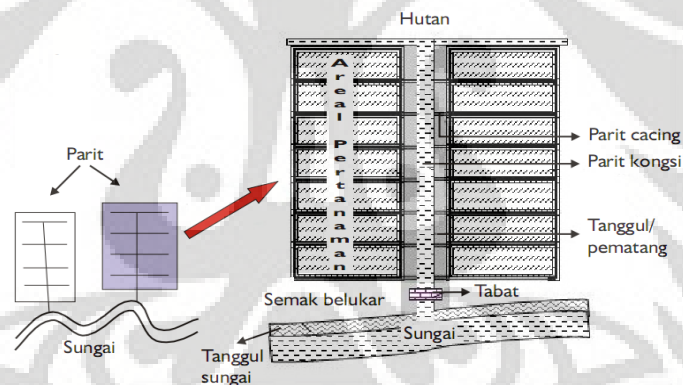 Hutan
Areal Pertanaman
Parit cacing
Parit kongsi
Parit
Tanggul/
pematang
Tabat
Semak belukar
Sungai
Sungai
Tanggul
sungai